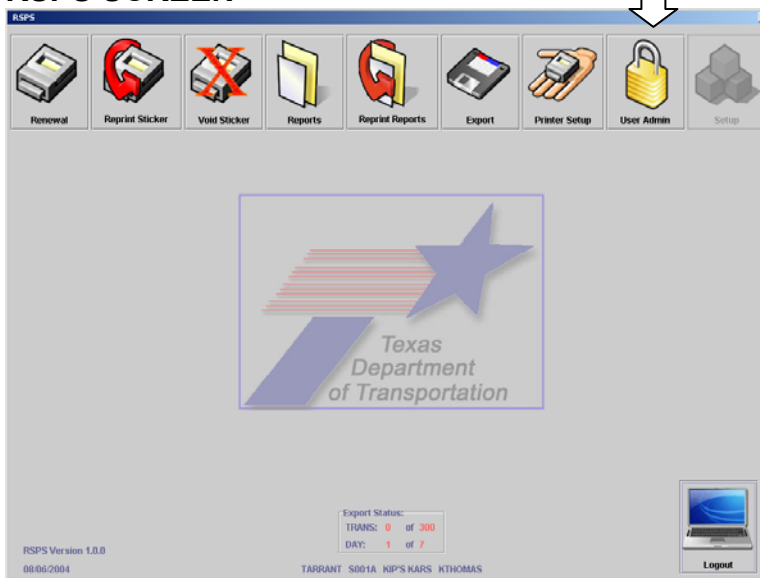 RSPS SCREEN
RSPS
Renewal
Reprint Sticker
Void Sticker
Reports
Reprint Reports
Export
Printer Setup
User Admin
Setup
Texas
Department
of Transportation
Export Status:
TRANS: 0 of 300
DAY: 1 of 7
RSPS Version 1.0.0
08/06/2004
TARRANT S001A KIP'S KARS KTHOMAS
Logout